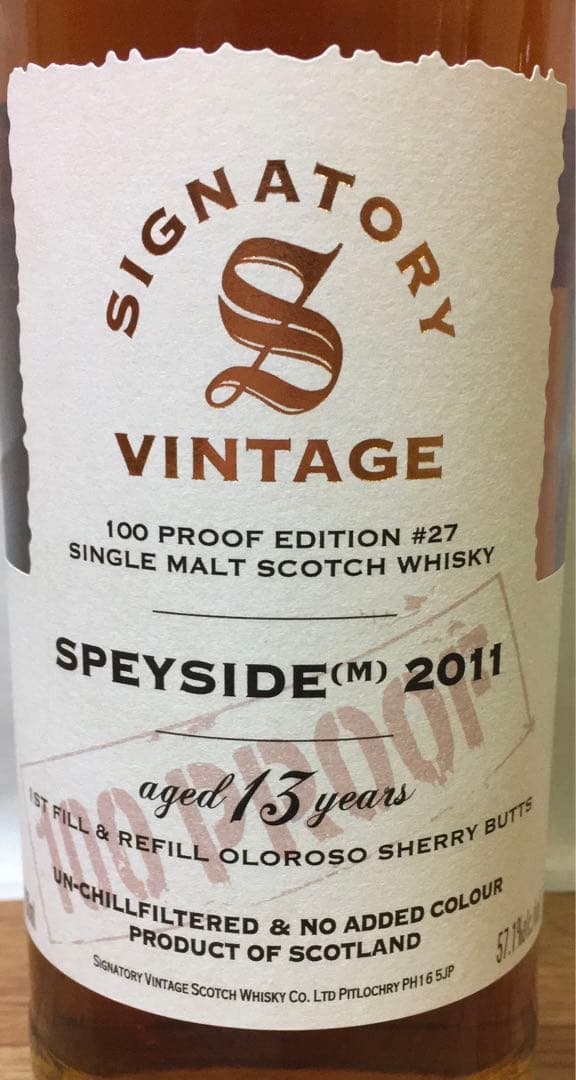 SIGNATORY
S
VINTAGE
100 PROOF EDITION #27
SINGLE MALT SCOTCH WHISKY
SPEYSIDE(M) 2011
100 PROOF
aged 13 years
1ST FILL & REFILL OLOROSO SHERRY BUTTS
UN-CHILLFILTERED & NO ADDED COLOUR
PRODUCT OF SCOTLAND
57.1%
SIGNATORY VINTAGE SCOTCH WHISKY CO. LTD PITLOCHRY PH16 5JP